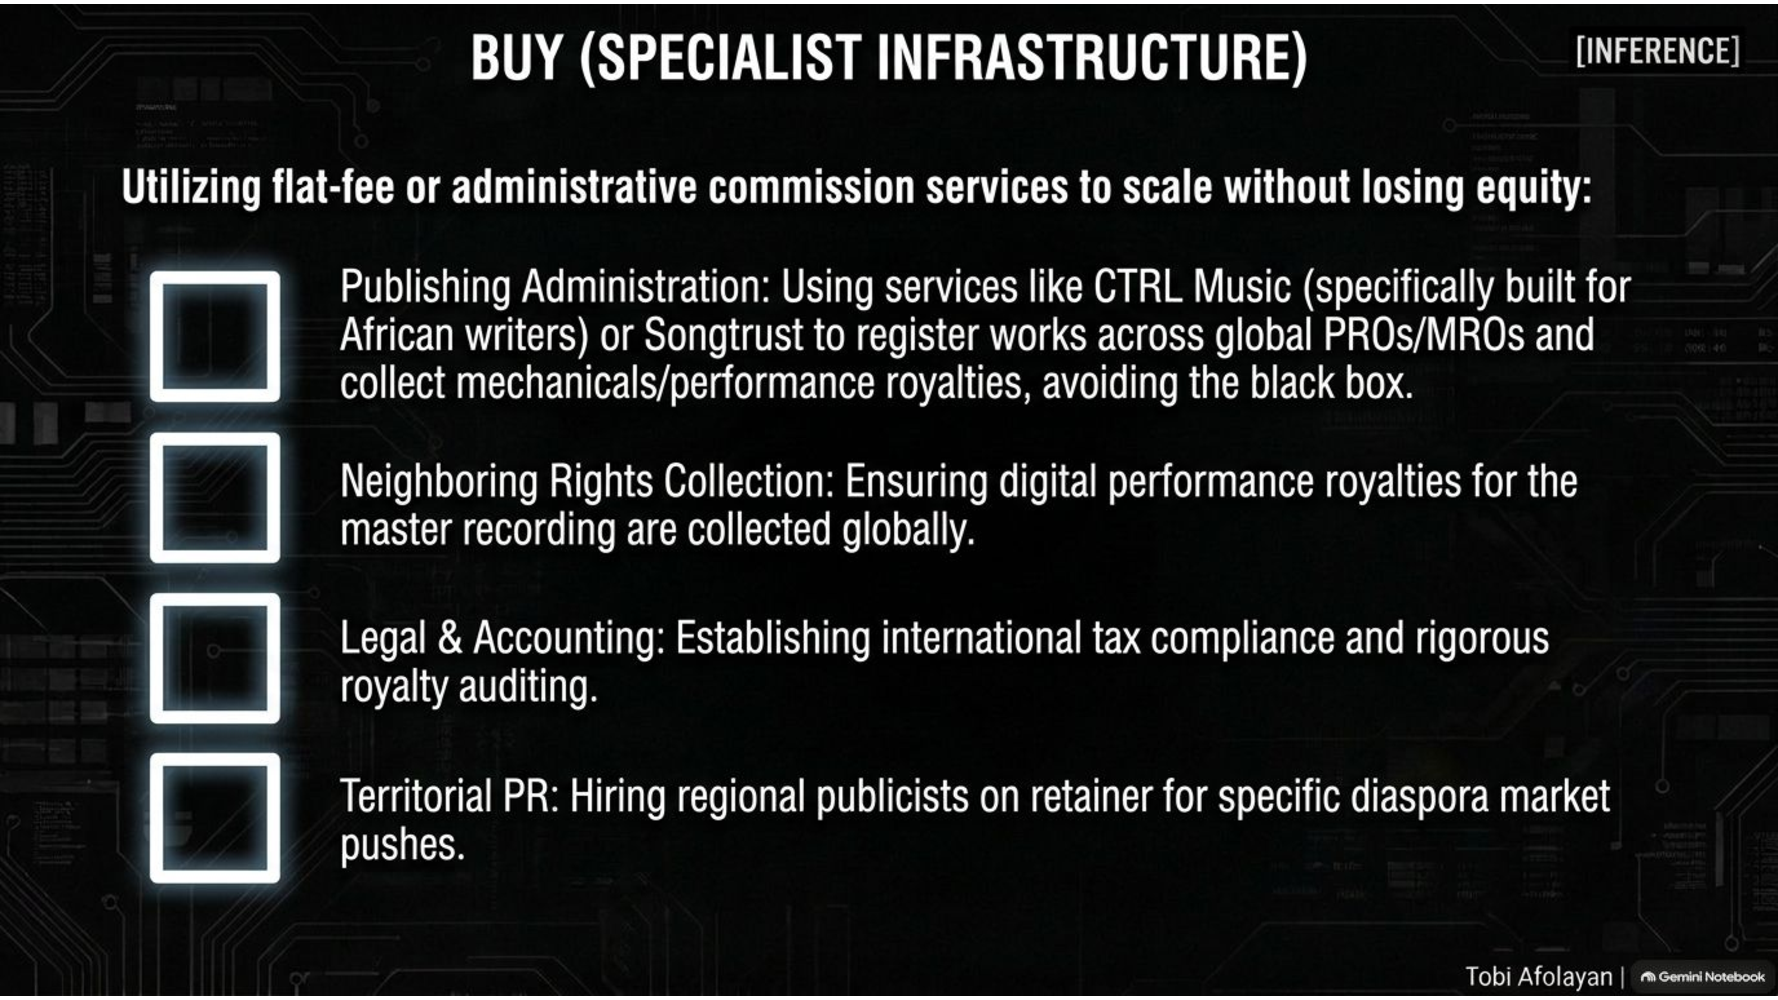 BUY (SPECIALIST INFRASTRUCTURE)
[INFERENCE]
Utilizing flat-fee or administrative commission services to scale without losing equity:
Publishing Administration: Using services like CTRL Music (specifically built for
African writers) or Songtrust to register works across global PROs/MROs and
collect mechanicals/performance royalties, avoiding the black box.
Neighboring Rights Collection: Ensuring digital performance royalties for the
master recording are collected globally.
Legal & Accounting: Establishing international tax compliance and rigorous
royalty auditing.
Territorial PR: Hiring regional publicists on retainer for specific diaspora market
pushes.
Tobi Afolayan | Gemini Notebook